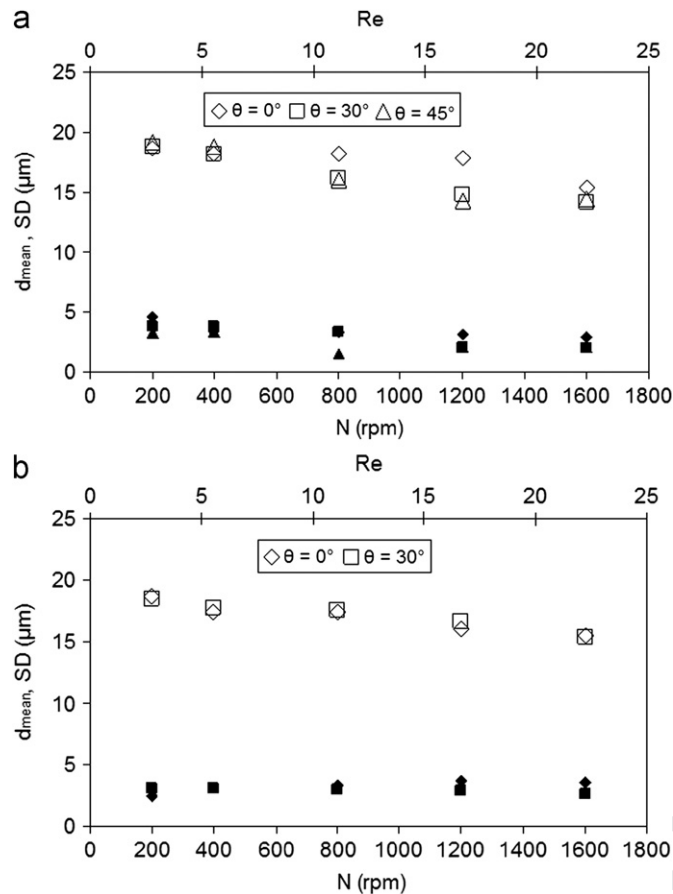 a
Re
0 5 10 15 20 25
◇ θ = 0° □ θ = 30° △ θ = 45°
25
20
15
10
5
0
dmean , SD (μm)
0 200 400 600 800 1000 1200 1400 1600 1800
N (rpm)
b
Re
0 5 10 15 20 25
◇ θ = 0° □ θ = 30°
25
20
15
10
5
0
dmean, SD (μm)
0 200 400 600 800 1000 1200 1400 1600 1800
N (rpm)